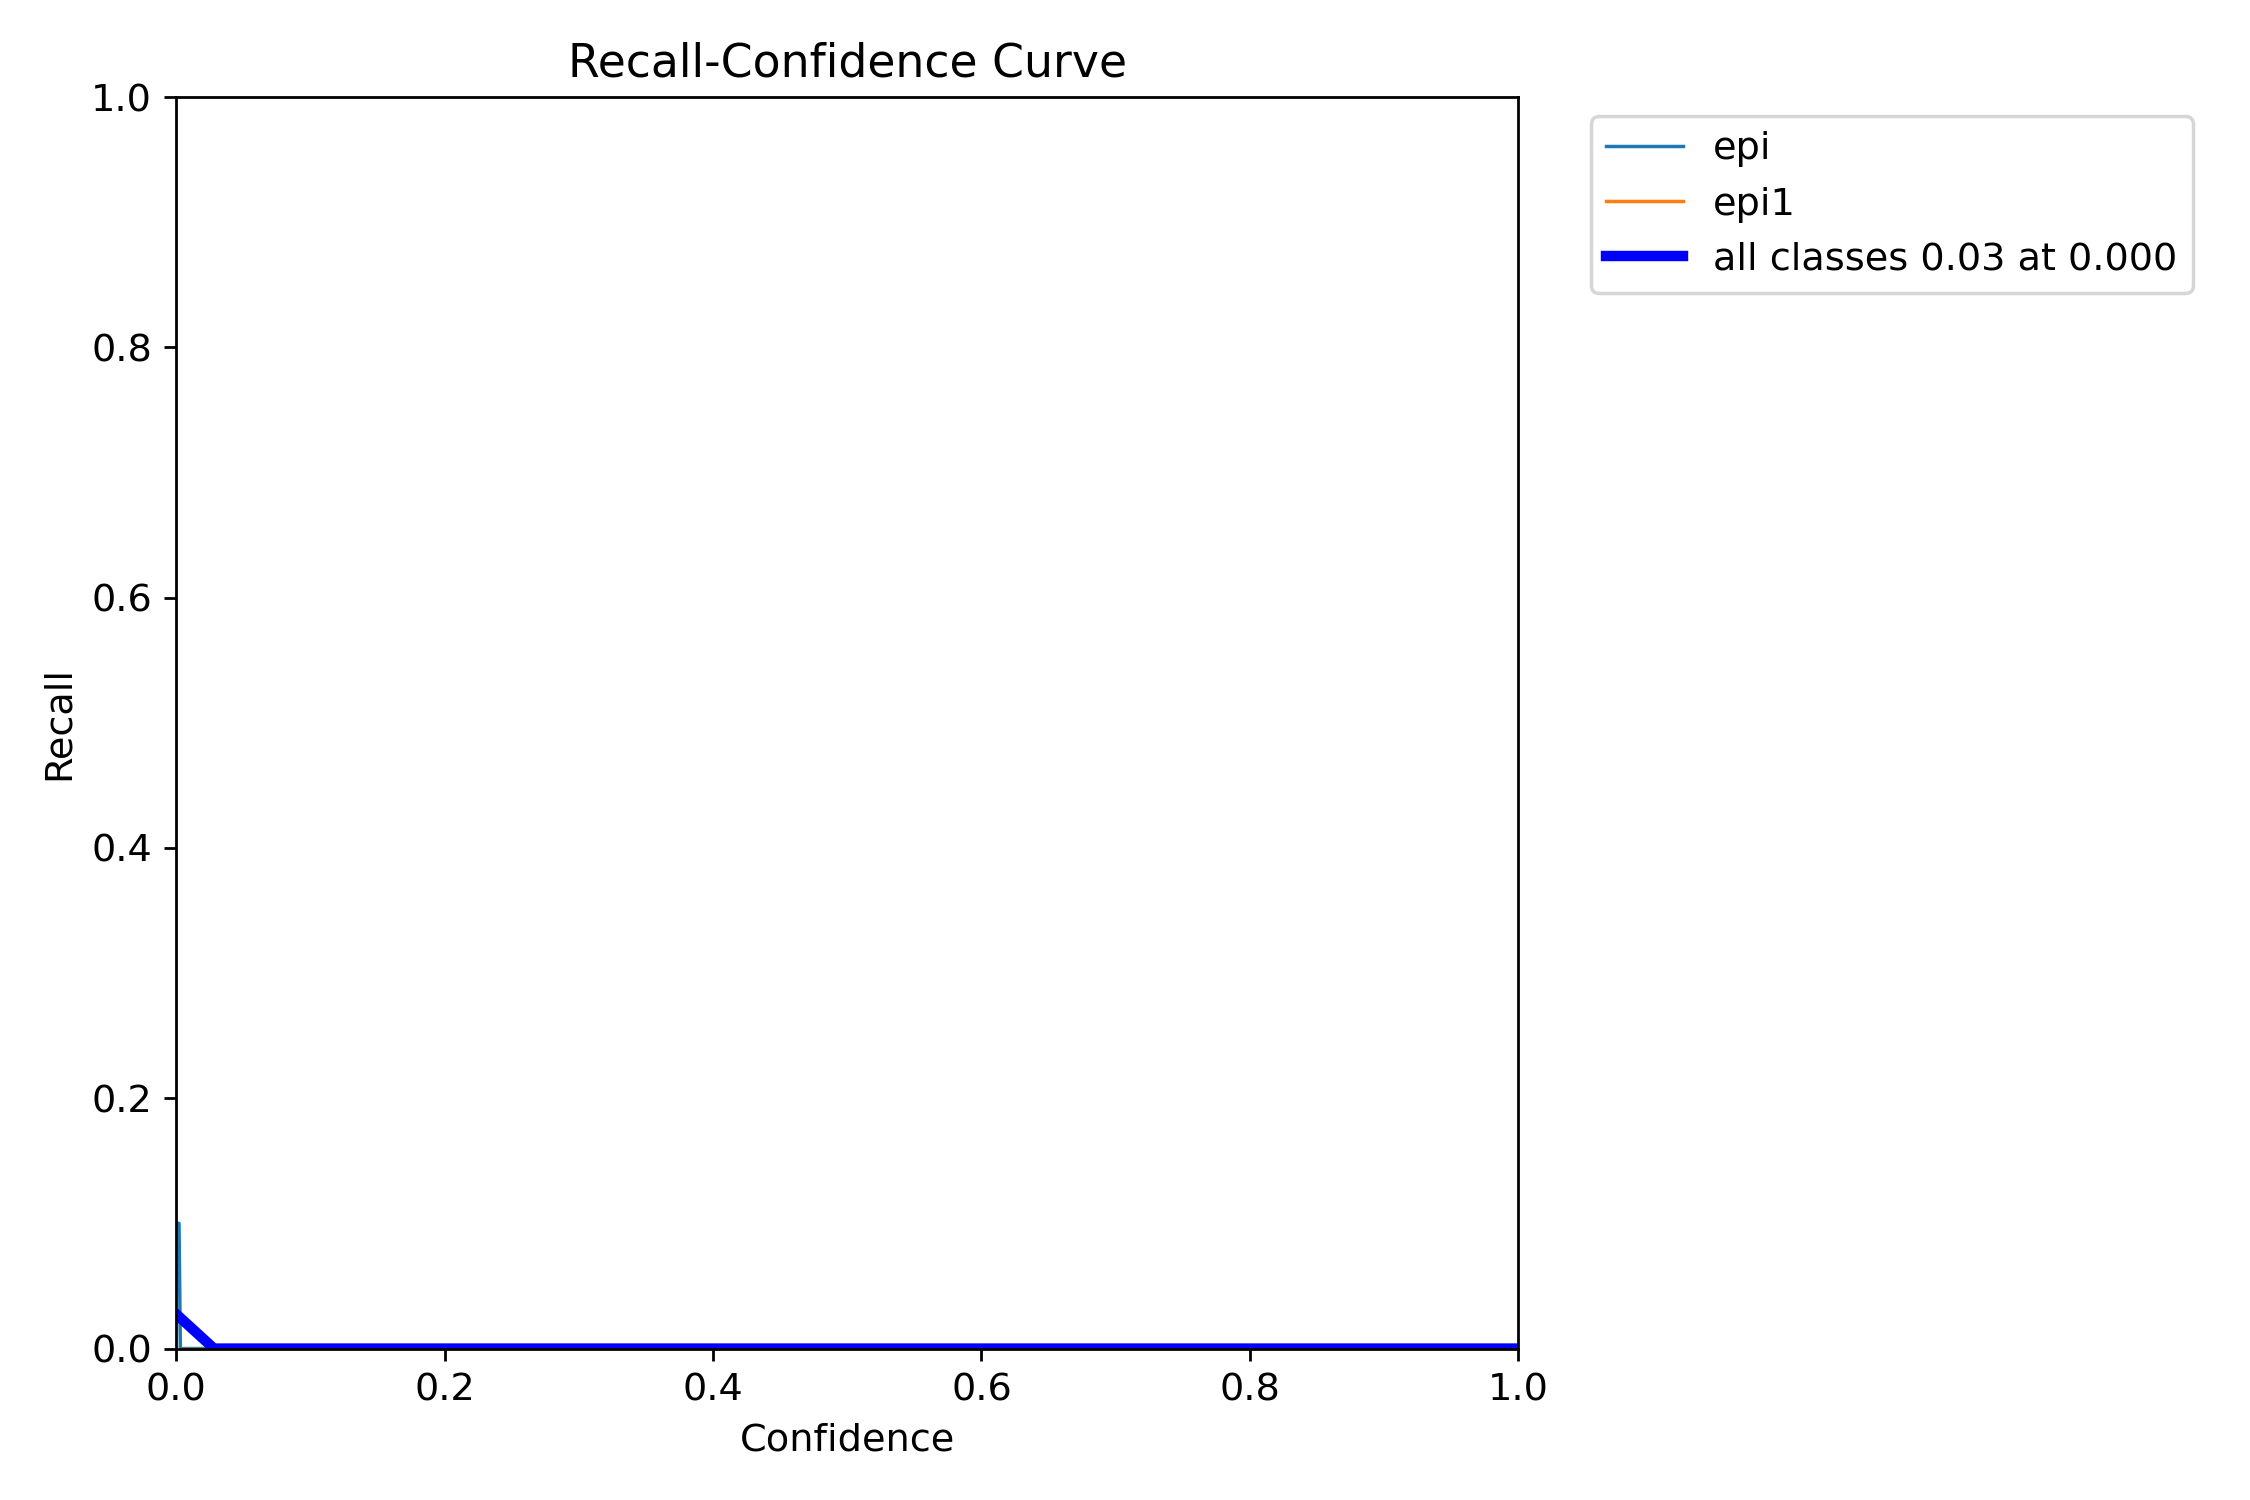 Recall-Confidence Curve
epi
epi1
all classes 0.03 at 0.000
1.0
0.8
0.6
0.4
0.2
0.0
Recall
0.0 0.2 0.4 0.6 0.8 1.0
Confidence